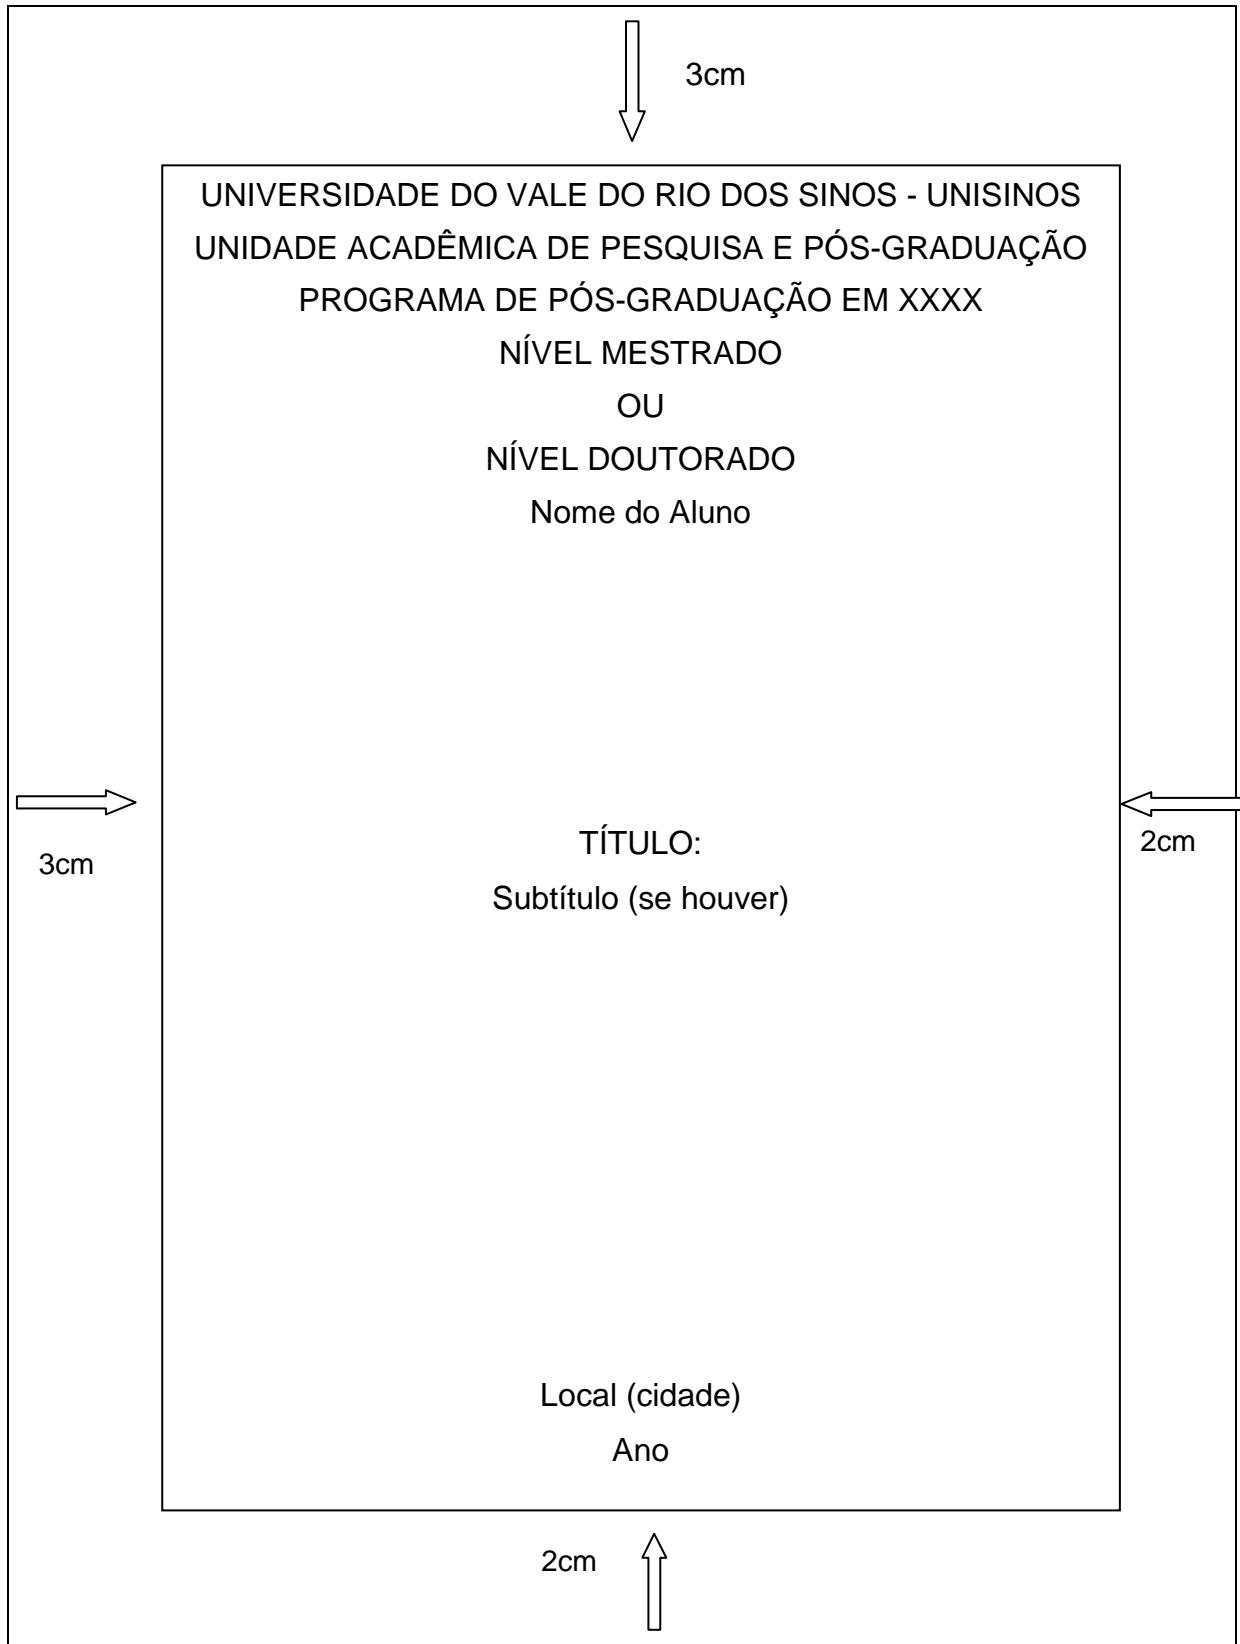 3cm
UNIVERSIDADE DO VALE DO RIO DOS SINOS - UNISINOS
UNIDADE ACADÊMICA DE PESQUISA E PÓS-GRADUAÇÃO
PROGRAMA DE PÓS-GRADUAÇÃO EM XXXX
NÍVEL MESTRADO
OU
NÍVEL DOUTORADO
Nome do Aluno
TÍTULO:
2cm
3cm
Subtítulo (se houver)
Local (cidade)
Ano
2cm